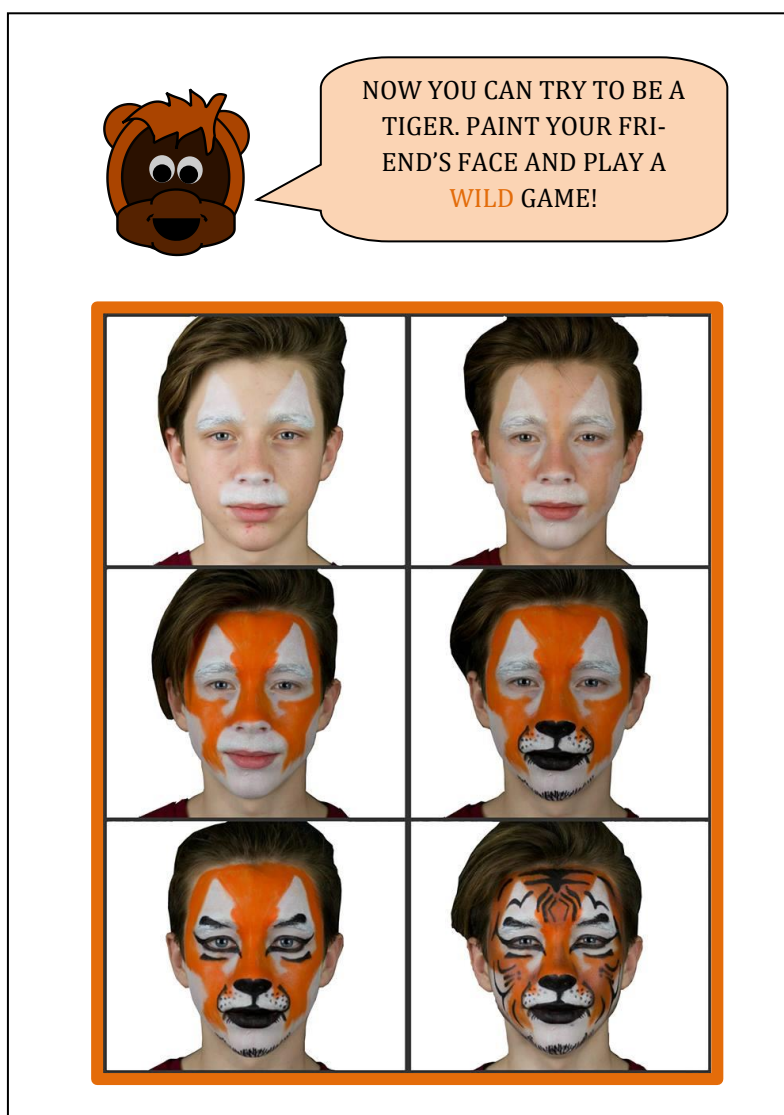 NOW YOU CAN TRY TO BE A
TIGER. PAINT YOUR FRI-
END’S FACE AND PLAY A
WILD GAME!